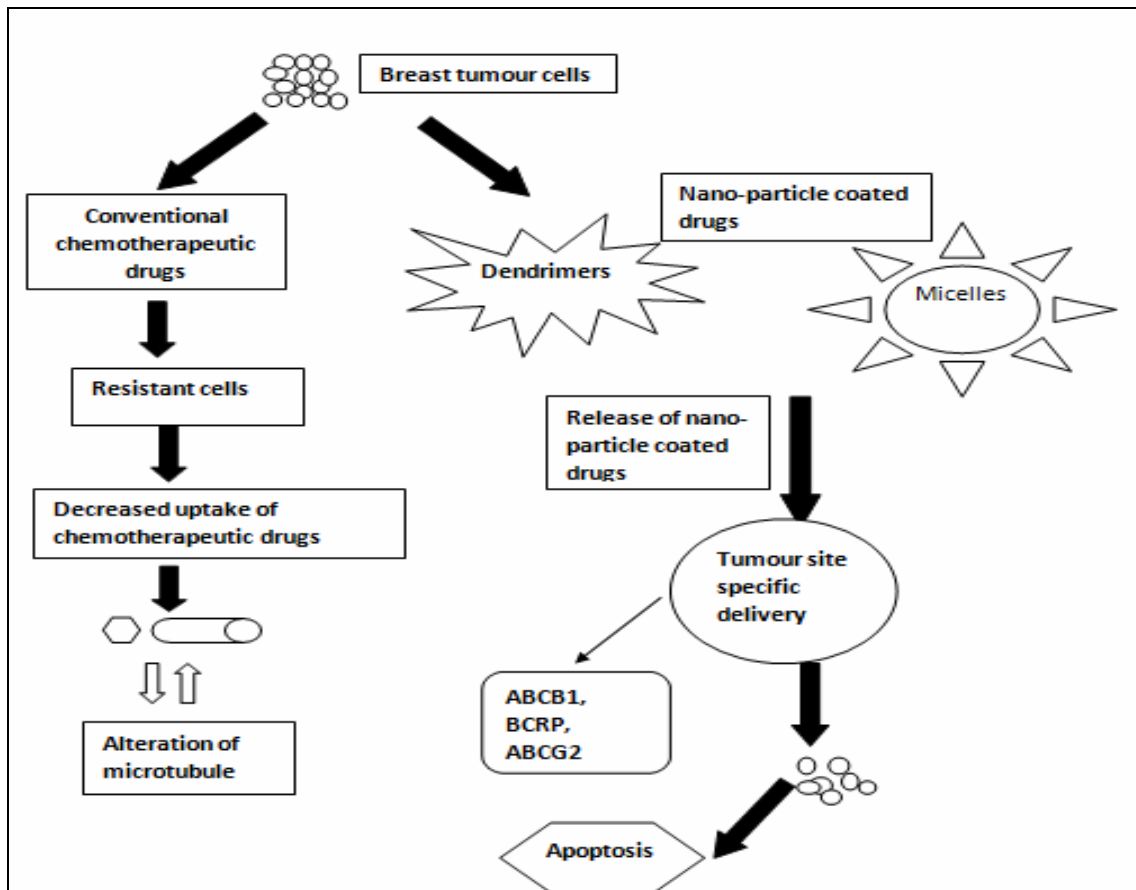 Breast tumour cells
Conventional
chemotherapeutic
drugs
Nano-particle coated
drugs
Dendrimers
Micelles
Resistant cells
Release of nano-
particle coated
drugs
Decreased uptake of
chemotherapeutic drugs
Tumour site
specific
delivery
ABCB1,
BCRP,
ABCG2
Alteration of
microtubule
Apoptosis